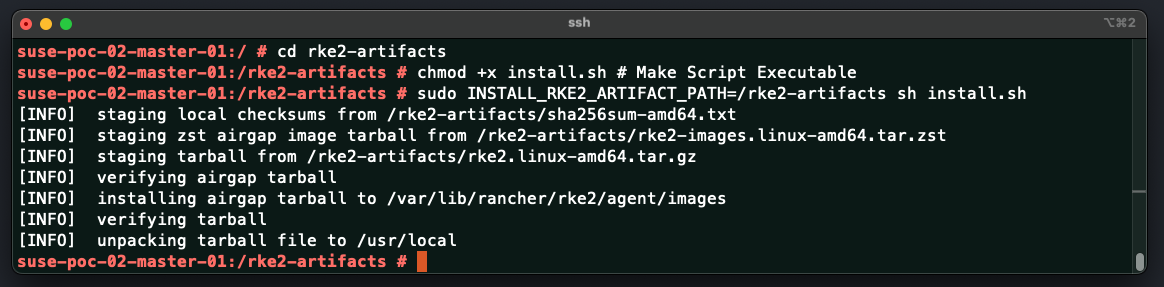 ssh
⌥⌘2
suse-poc-02-master-01:/ # cd rke2-artifacts
suse-poc-02-master-01:/rke2-artifacts # chmod +x install.sh # Make Script Executable
suse-poc-02-master-01:/rke2-artifacts # sudo INSTALL_RKE2_ARTIFACT_PATH=/rke2-artifacts sh install.sh
[INFO]  staging local checksums from /rke2-artifacts/sha256sum-amd64.txt
[INFO]  staging zst airgap image tarball from /rke2-artifacts/rke2-images.linux-amd64.tar.zst
[INFO]  staging tarball from /rke2-artifacts/rke2.linux-amd64.tar.gz
[INFO]  verifying airgap tarball
[INFO]  installing airgap tarball to /var/lib/rancher/rke2/agent/images
[INFO]  verifying tarball
[INFO]  unpacking tarball file to /usr/local
suse-poc-02-master-01:/rke2-artifacts #